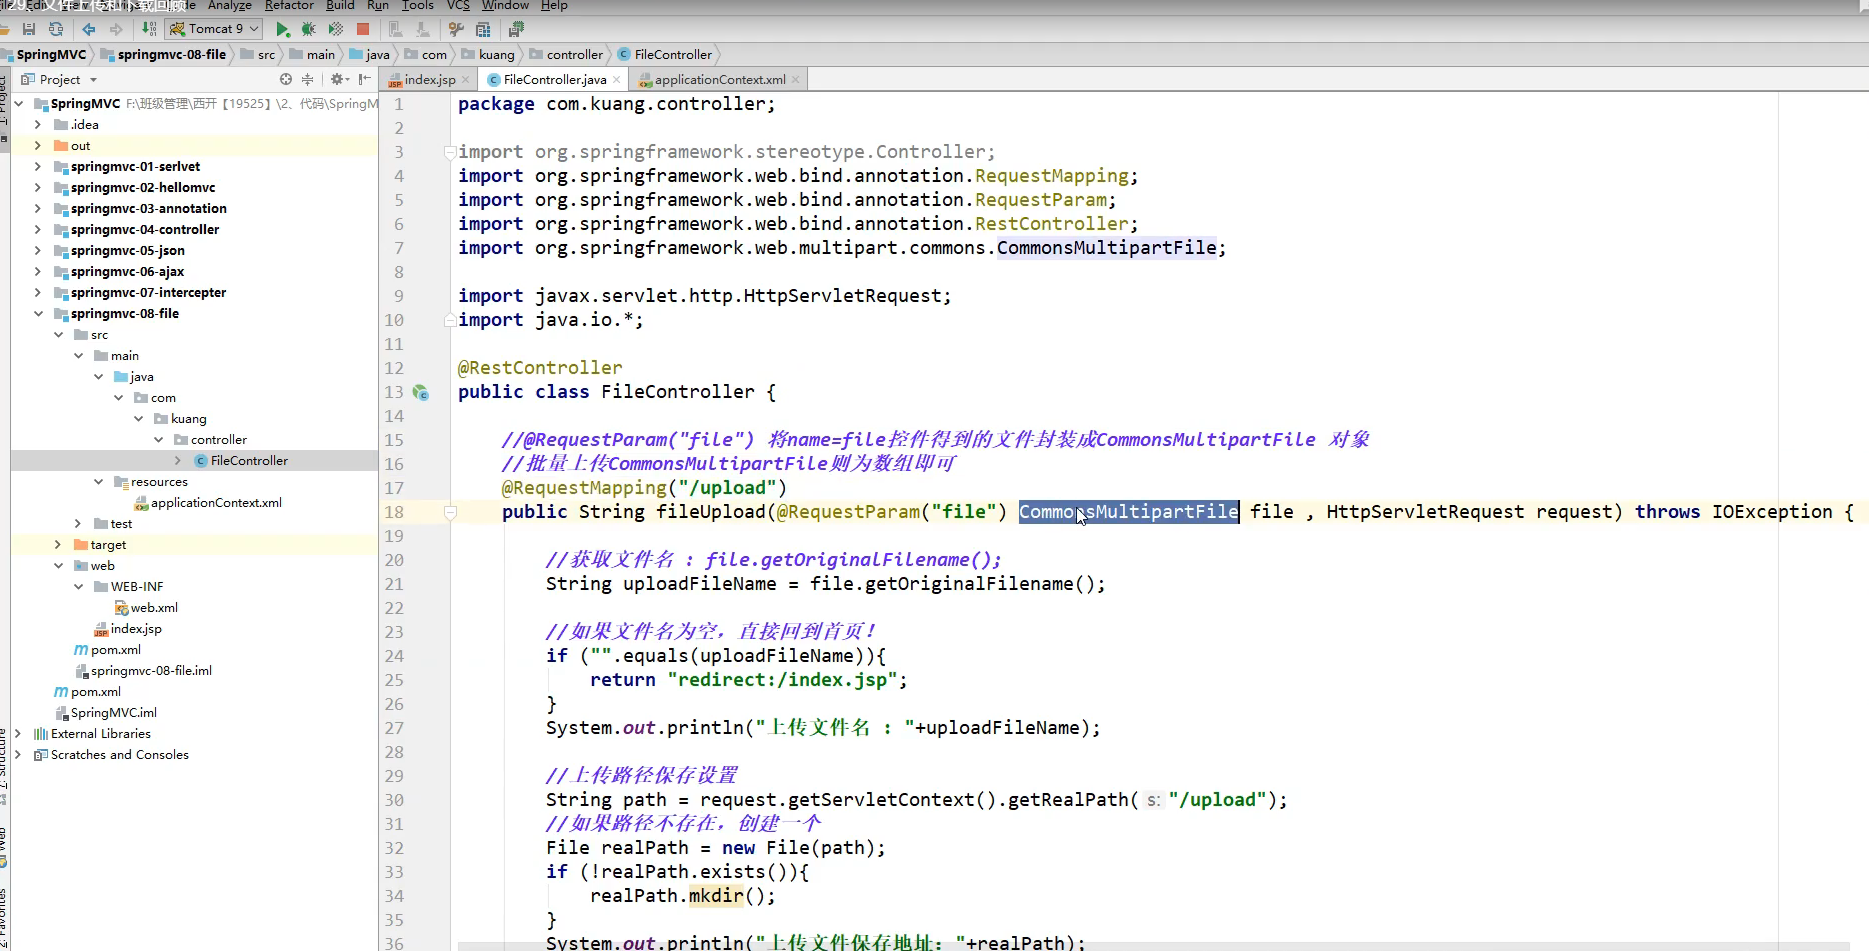 29、文件上传和下载回顾
Analyze Refactor Build Run Tools VCS Window Help
Tomcat 9
SpringMVC springmvc-08-file src main java com kuang controller FileController
Project
index.jsp FileController.java applicationContext.xml
SpringMVC F:\班级管理\西开【19525】\2、代码\SpringM
.idea
out
springmvc-01-serlvet
springmvc-02-hellomvc
springmvc-03-annotation
springmvc-04-controller
springmvc-05-json
springmvc-06-ajax
springmvc-07-intercepter
springmvc-08-file
src
main
java
com
kuang
controller
FileController
resources
applicationContext.xml
test
target
web
WEB-INF
web.xml
index.jsp
pom.xml
springmvc-08-file.iml
pom.xml
SpringMVC.iml
External Libraries
Scratches and Consoles
1: Project
7: Structure
Web
2: Favorites
1 package com.kuang.controller;
2
3 import org.springframework.stereotype.Controller;
4 import org.springframework.web.bind.annotation.RequestMapping;
5 import org.springframework.web.bind.annotation.RequestParam;
6 import org.springframework.web.bind.annotation.RestController;
7 import org.springframework.web.multipart.commons.CommonsMultipartFile;
8
9 import javax.servlet.http.HttpServletRequest;
10 import java.io.*;
11
12 @RestController
13 public class FileController {
14
15 //@RequestParam("file") 将name=file控件得到的文件封装成CommonsMultipartFile 对象
16 //批量上传CommonsMultipartFile则为数组即可
17 @RequestMapping("/upload")
18 public String fileUpload(@RequestParam("file") CommonsMultipartFile file , HttpServletRequest request) throws IOException {
19
20 //获取文件名 : file.getOriginalFilename();
21 String uploadFileName = file.getOriginalFilename();
22
23 //如果文件名为空，直接回到首页！
24 if ("".equals(uploadFileName)){
25 return "redirect:/index.jsp";
26 }
27 System.out.println("上传文件名 : "+uploadFileName);
28
29 //上传路径保存设置
30 String path = request.getServletContext().getRealPath( s: "/upload");
31 //如果路径不存在，创建一个
32 File realPath = new File(path);
33 if (!realPath.exists()){
34 realPath.mkdir();
35 }
36 System.out.println("上传文件保存地址："+realPath);